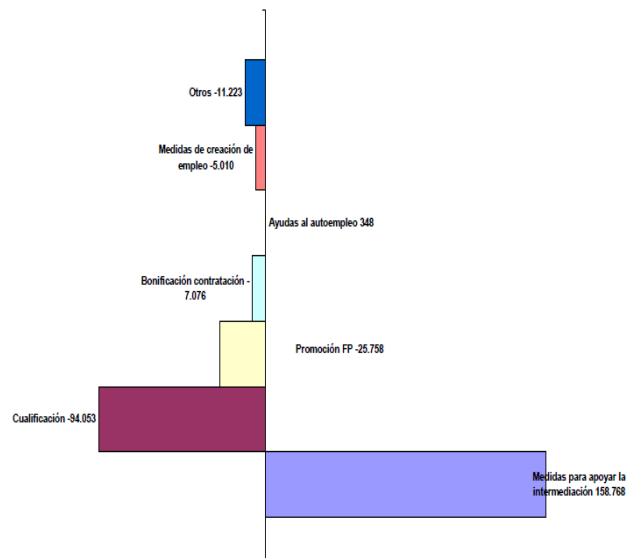 Otros -11.223
Medidas de creación de
empleo -5.010
Ayudas al autoempleo 348
Bonificación contratación -
7.076
Promoción FP -25.758
Cualificación -94.053
Medidas para apoyar la
intermediación 158.768